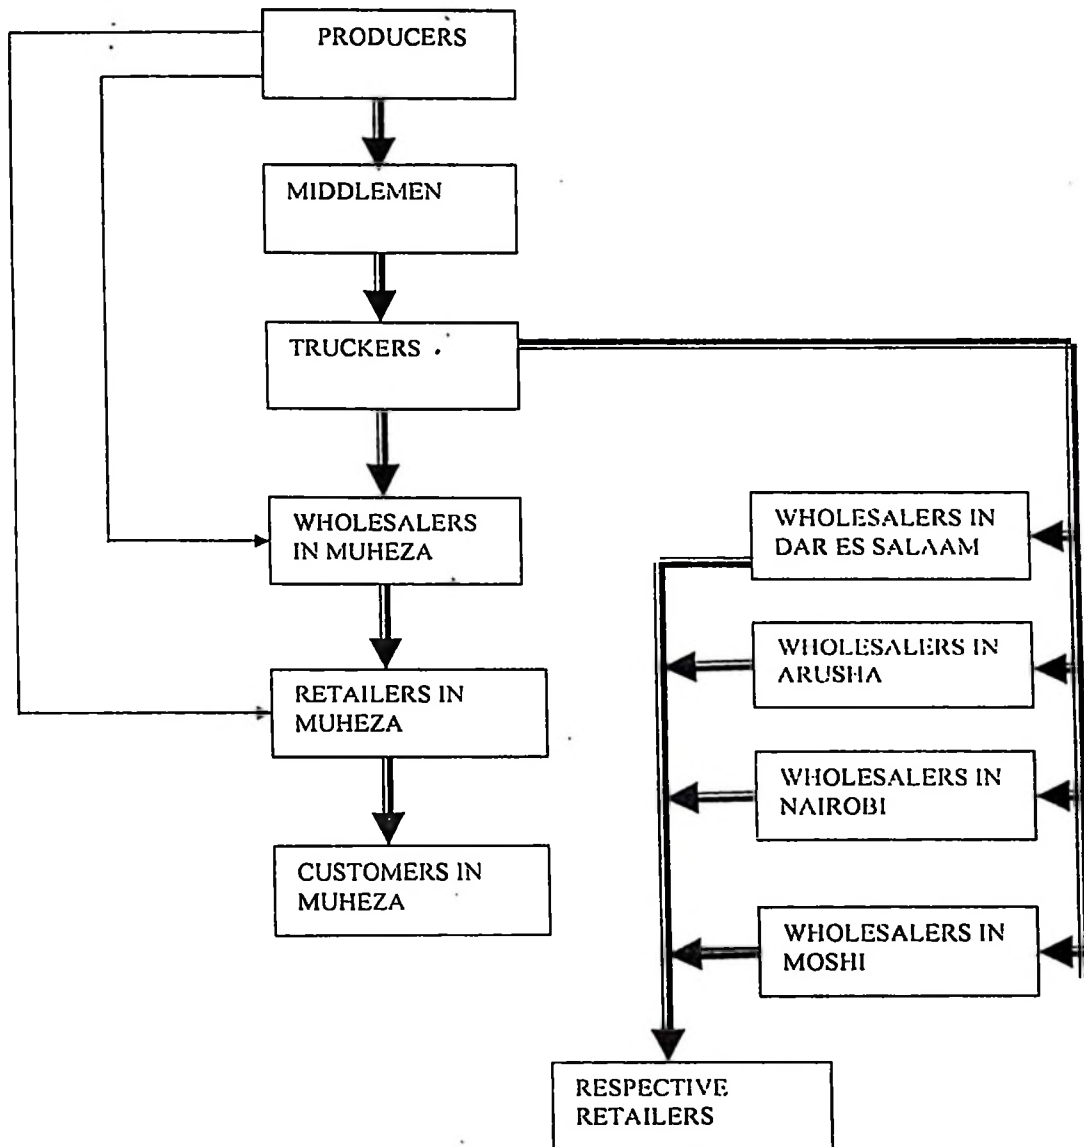 PRODUCERS
MIDDLEMEN
TRUCKERS
WHOLESALERS
IN MUHEZA
RETAILERS IN
MUHEZA
CUSTOMERS IN
MUHEZA
WHOLESALERS IN
DAR ES SALAAM
WHOLESALERS IN
ARUSHA
WHOLESALERS IN
NAIROBI
WHOLESALERS IN
MOSHI
RESPECTIVE
RETAILERS